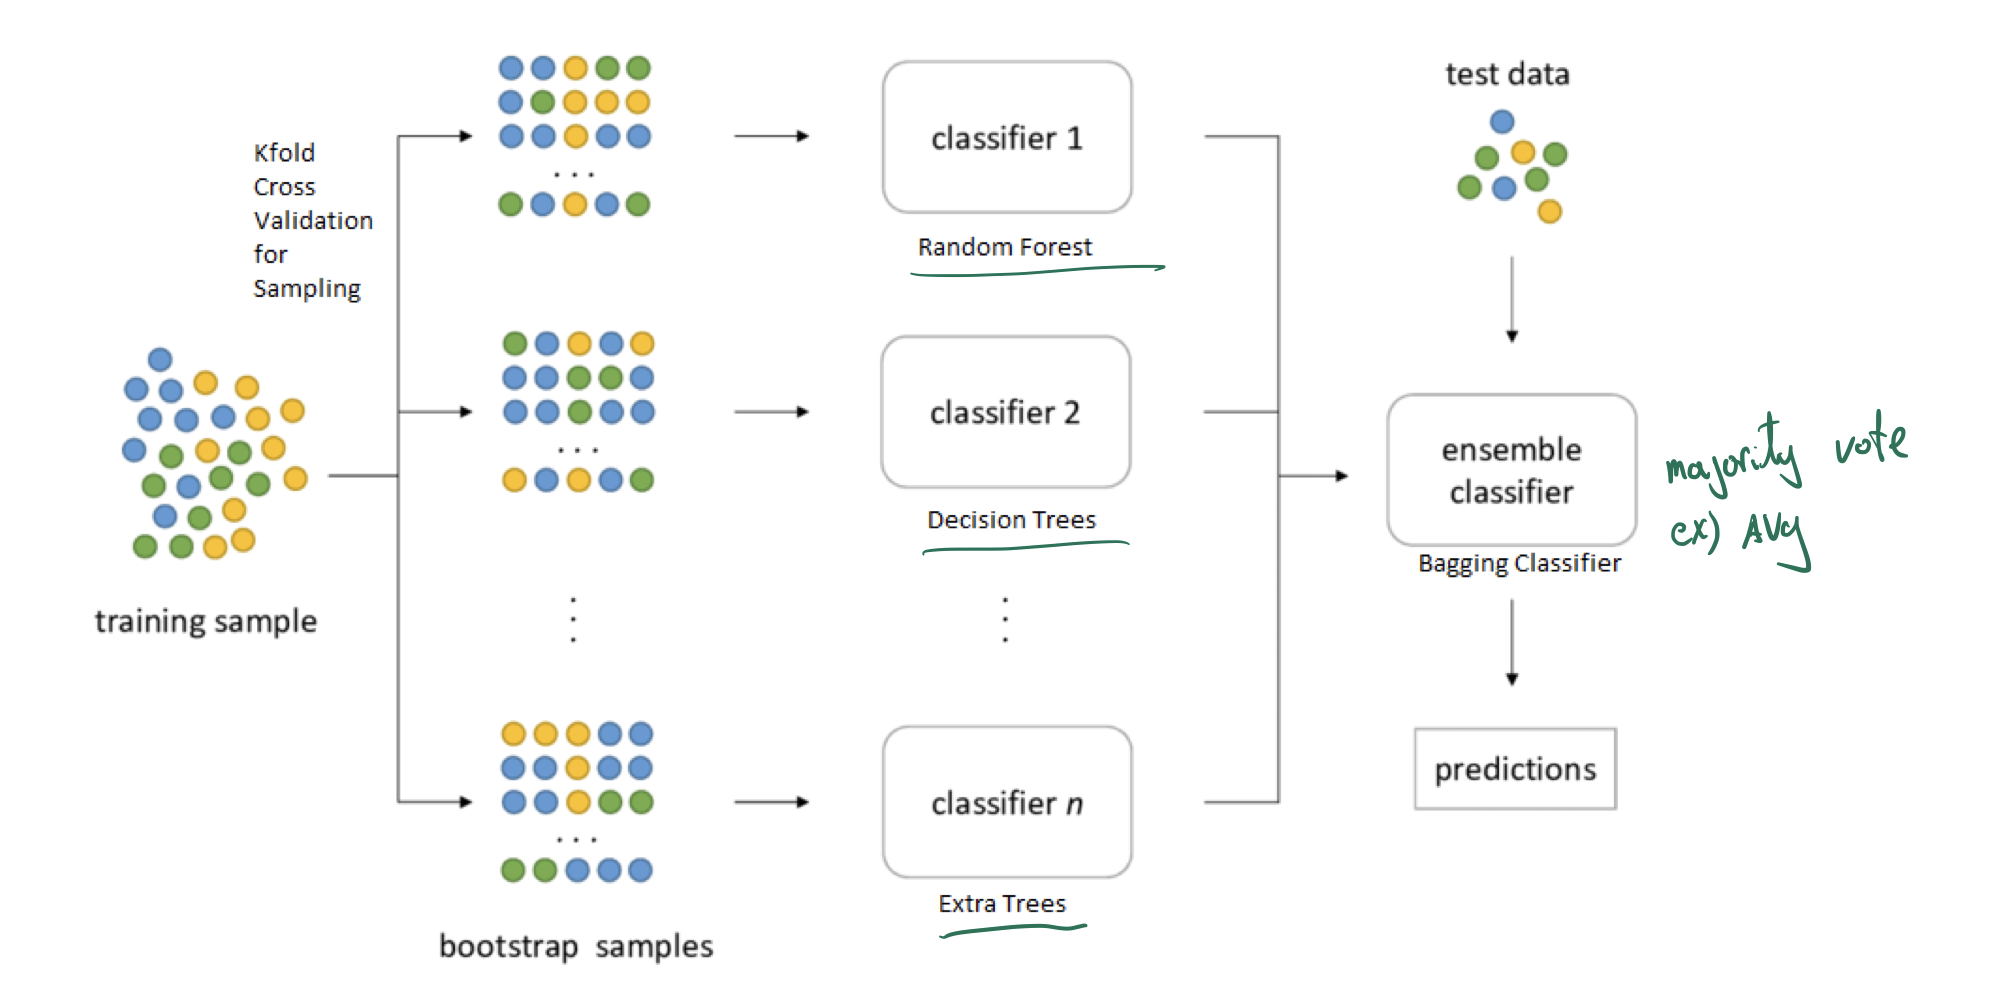 Kfold
Cross
Validation
for
Sampling
training sample
bootstrap samples
classifier 1
Random Forest
classifier 2
Decision Trees
classifier n
Extra Trees
test data
ensemble
classifier
Bagging Classifier
majority vote
ex) AVg
predictions